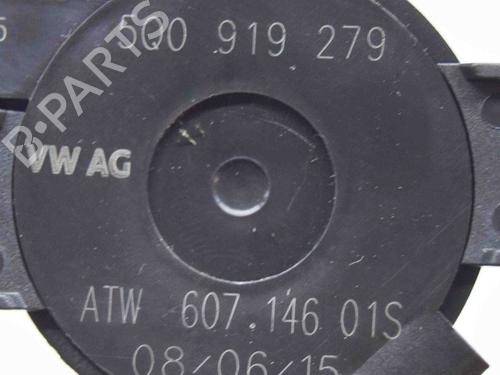 5Q0 919 279
B-PARTS
VW AG
ATW 607.146 01S
08/06/15